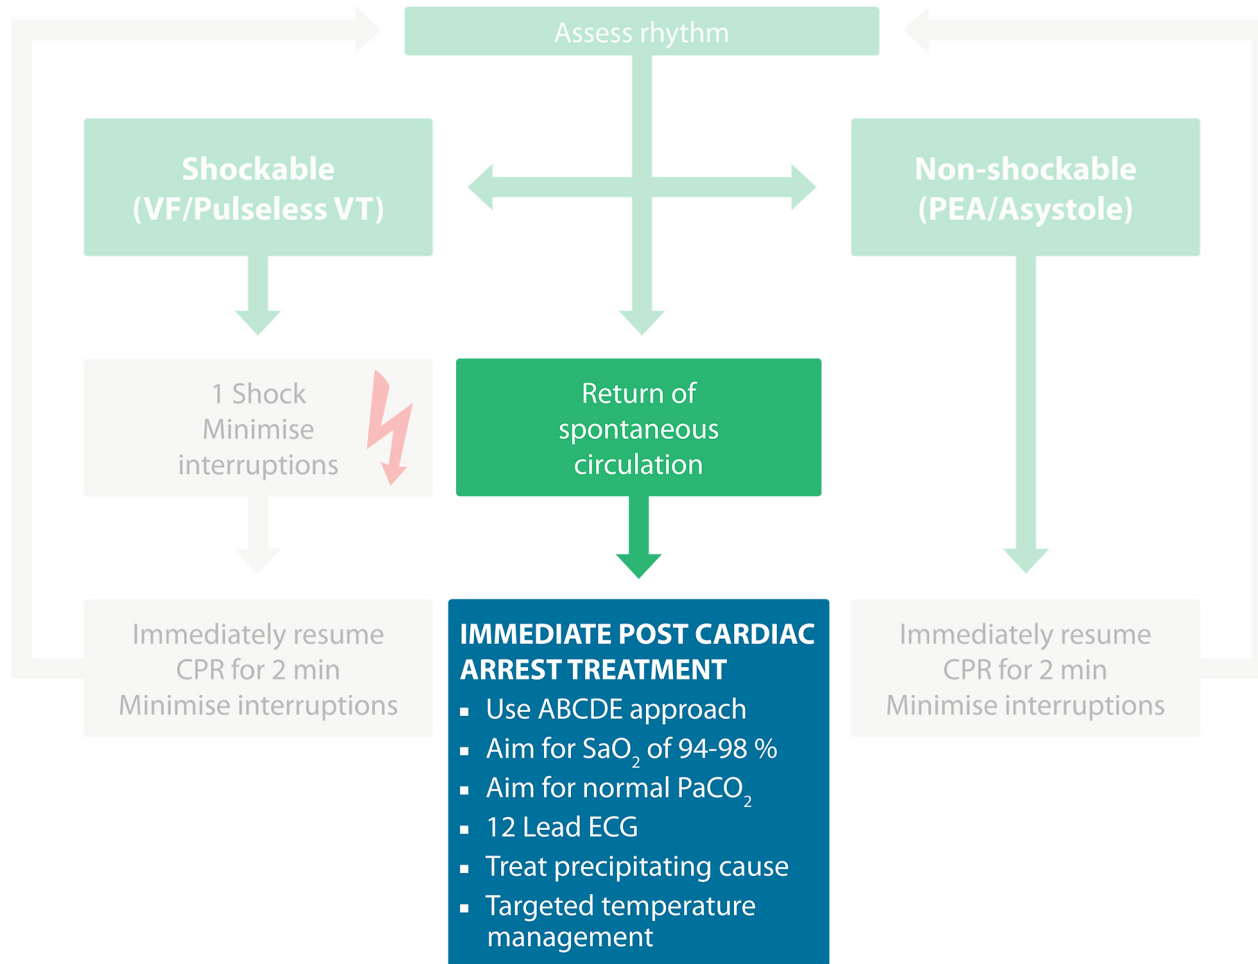 Assess rhythm
Shockable
(VF/Pulseless VT)
Non-shockable
(PEA/Asystole)
1 Shock
Minimise
interruptions
Return of
spontaneous
circulation
Immediately resume
CPR for 2 min
Minimise interruptions
IMMEDIATE POST CARDIAC
ARREST TREATMENT
▪ Use ABCDE approach
▪ Aim for SaO₂ of 94-98 %
▪ Aim for normal PaCO₂
▪ 12 Lead ECG
▪ Treat precipitating cause
▪ Targeted temperature
management
Immediately resume
CPR for 2 min
Minimise interruptions